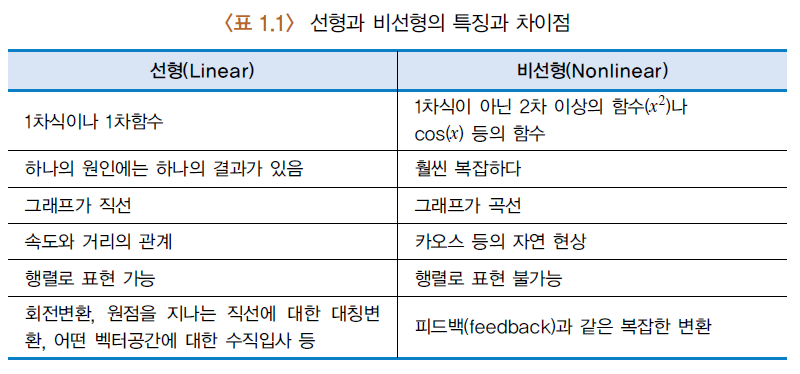 〈표 1.1〉 선형과 비선형의 특징과 차이점
선형(Linear)
비선형(Nonlinear)
1차식이나 1차함수
1차식이 아닌 2차 이상의 함수(x²)나
cos(x) 등의 함수
하나의 원인에는 하나의 결과가 있음
훨씬 복잡하다
그래프가 직선
그래프가 곡선
속도와 거리의 관계
카오스 등의 자연 현상
행렬로 표현 가능
행렬로 표현 불가능
회전변환, 원점을 지나는 직선에 대한 대칭변
환, 어떤 벡터공간에 대한 수직입사 등
피드백(feedback)과 같은 복잡한 변환